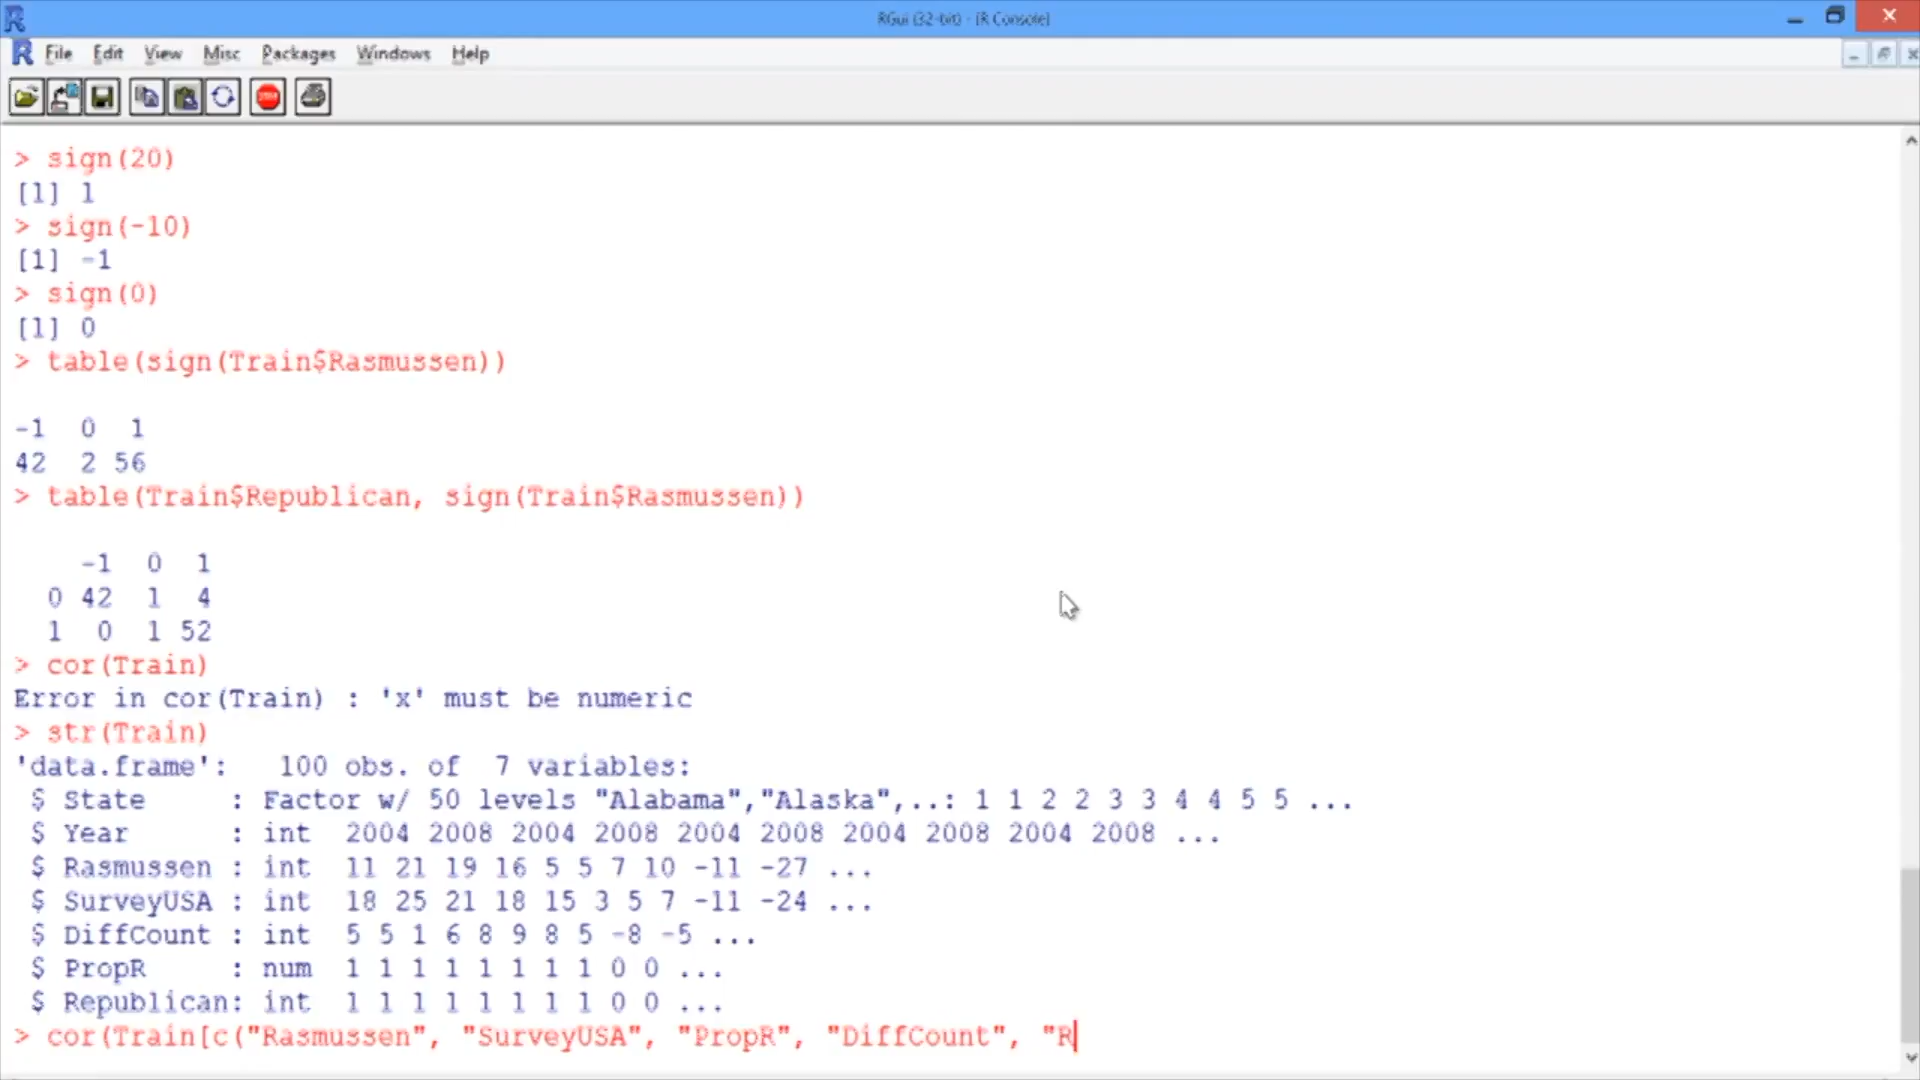 RGui (32-bit) - [R Console]
File Edit View Misc Packages Windows Help
STOP
> sign(20)
[1] 1
> sign(-10)
[1] -1
> sign(0)
[1] 0
> table(sign(Train$Rasmussen))
-1 0 1
42 2 56
> table(Train$Republican, sign(Train$Rasmussen))
-1 0 1
0 42 1 4
1 0 1 52
> cor(Train)
Error in cor(Train) : 'x' must be numeric
> str(Train)
'data.frame': 100 obs. of 7 variables:
$ State : Factor w/ 50 levels "Alabama","Alaska",..: 1 1 2 2 3 3 4 4 5 5 ...
$ Year : int 2004 2008 2004 2008 2004 2008 2004 2008 2004 2008 ...
$ Rasmussen : int 11 21 19 16 5 5 7 10 -11 -27 ...
$ SurveyUSA : int 18 25 21 18 15 3 5 7 -11 -24 ...
$ DiffCount : int 5 5 1 6 8 9 8 5 -8 -5 ...
$ PropR : num 1 1 1 1 1 1 1 1 0 0 ...
$ Republican: int 1 1 1 1 1 1 1 1 0 0 ...
> cor(Train[c("Rasmussen", "SurveyUSA", "PropR", "DiffCount", "R